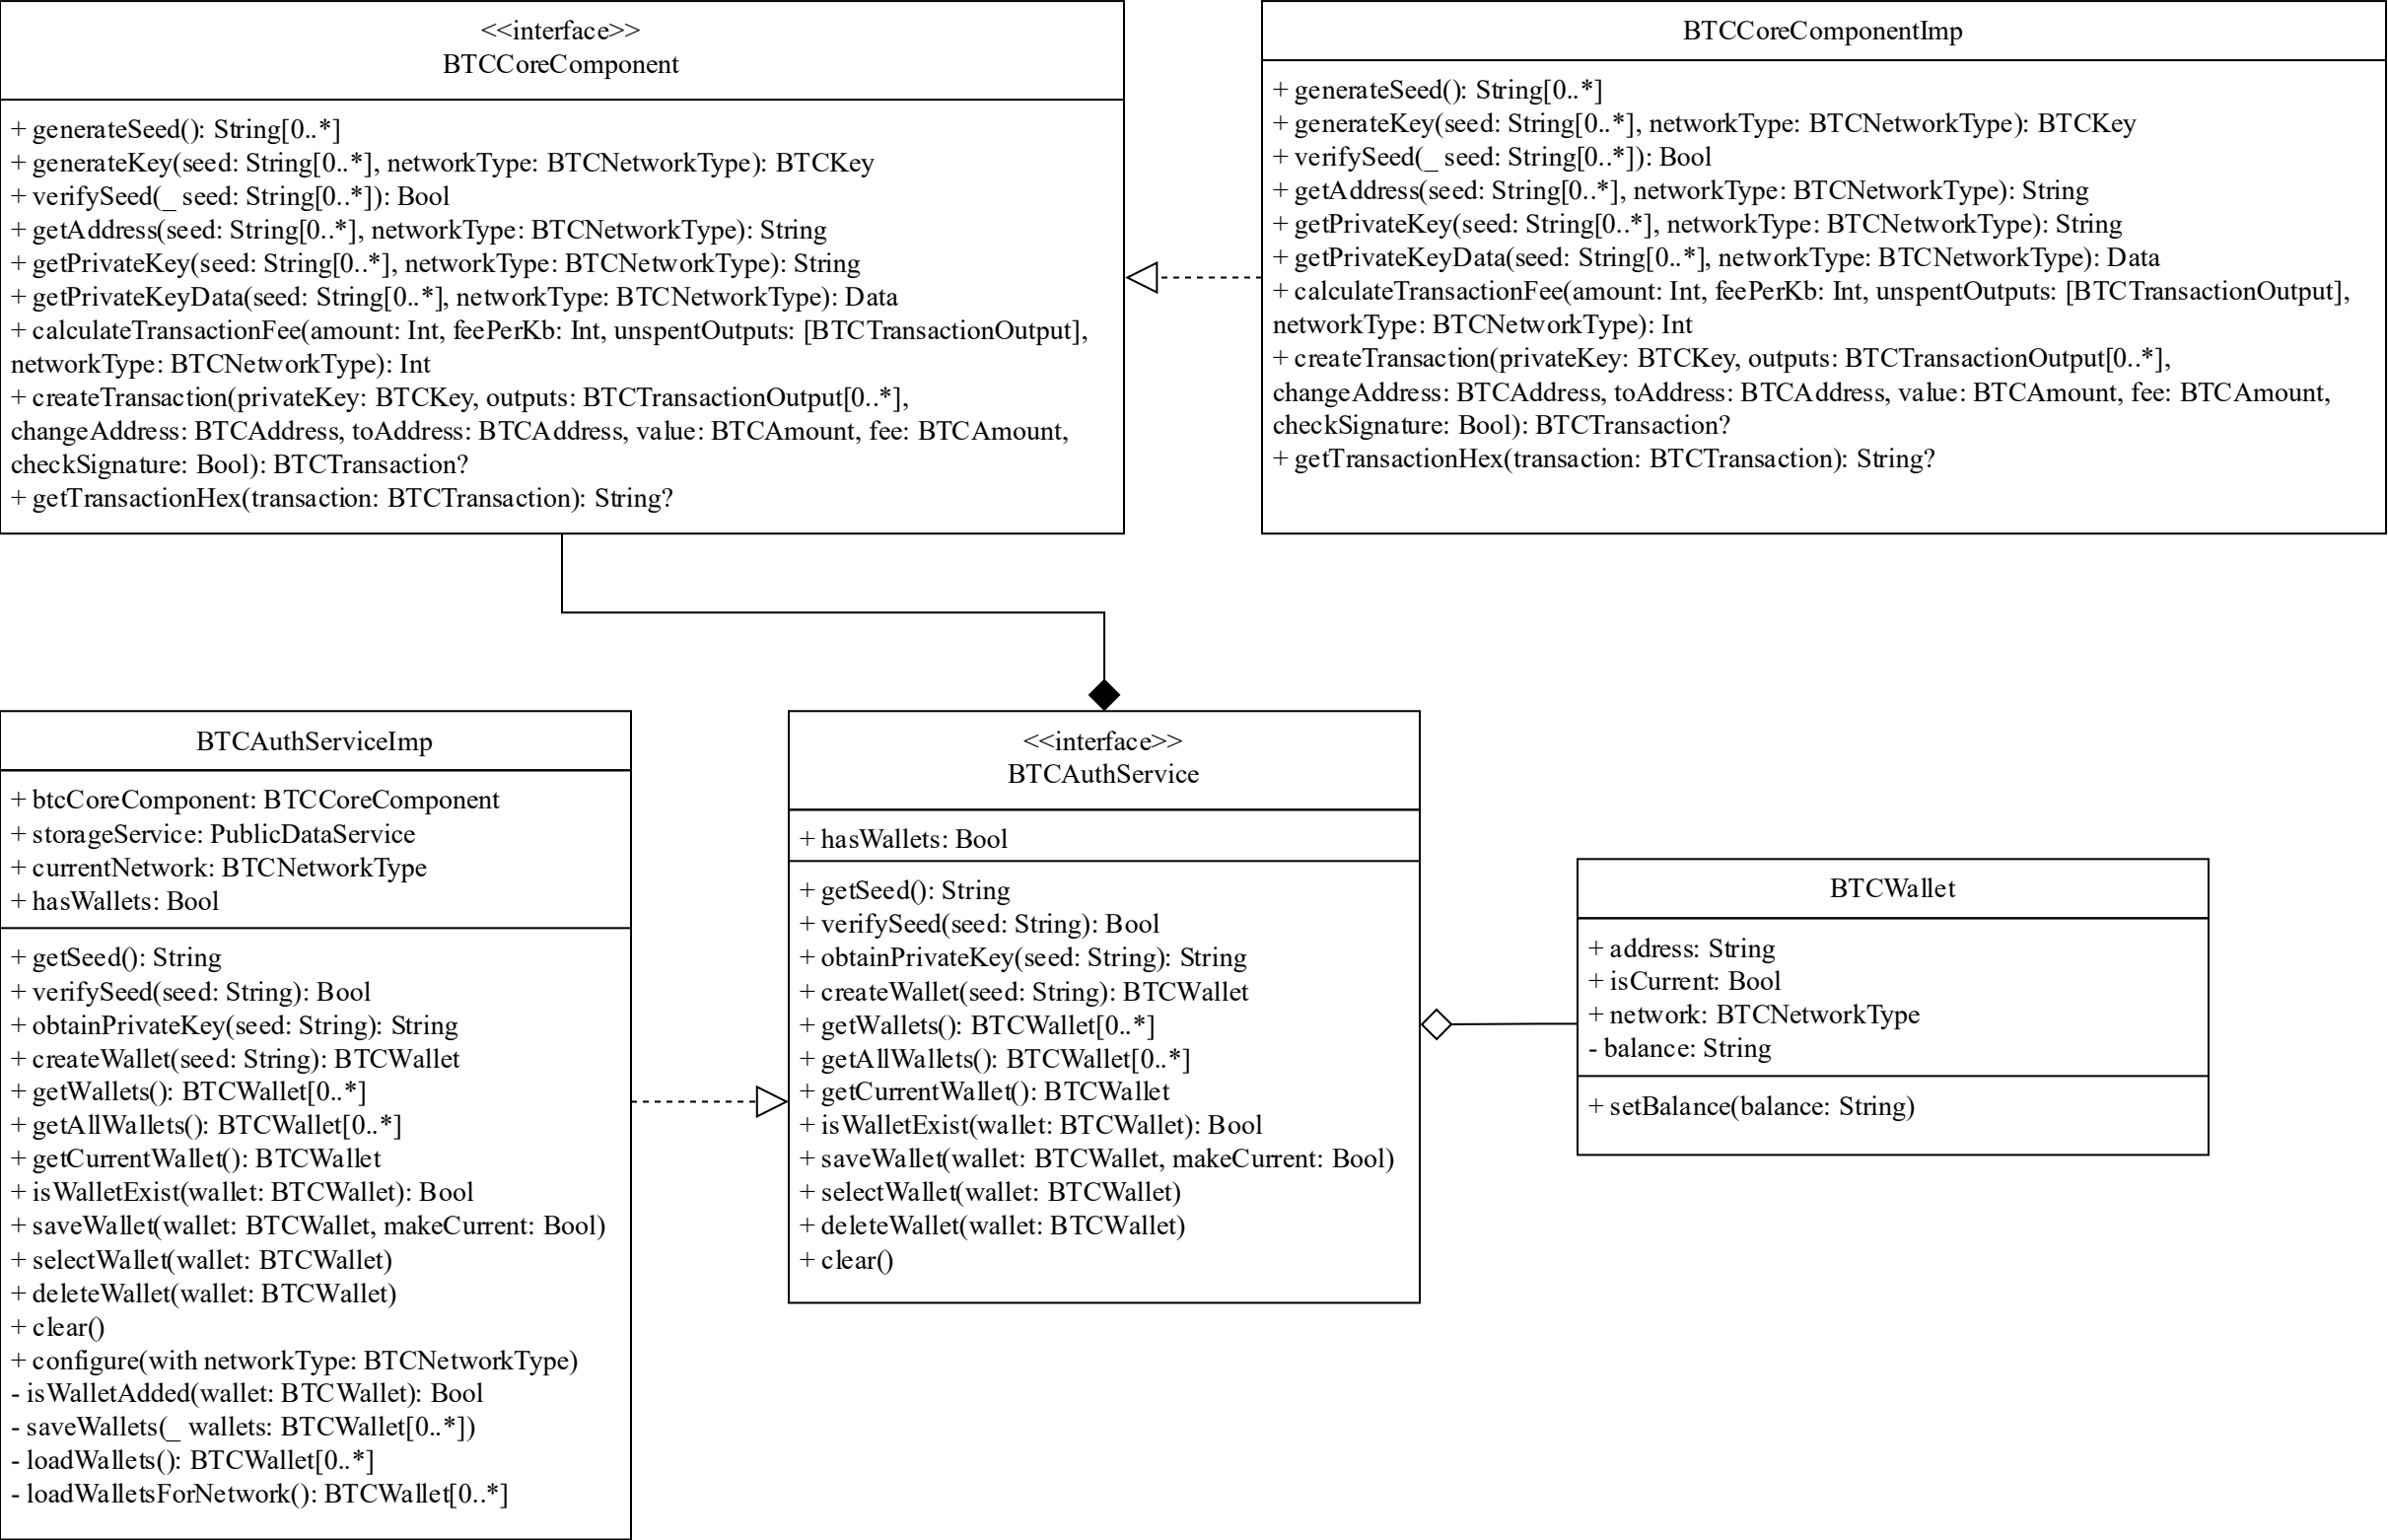 <<interface>>
BTCCoreComponent
+ generateSeed(): String[0..*]
+ generateKey(seed: String[0..*], networkType: BTCNetworkType): BTCKey
+ verifySeed(_ seed: String[0..*]): Bool
+ getAddress(seed: String[0..*], networkType: BTCNetworkType): String
+ getPrivateKey(seed: String[0..*], networkType: BTCNetworkType): String
+ getPrivateKeyData(seed: String[0..*], networkType: BTCNetworkType): Data
+ calculateTransactionFee(amount: Int, feePerKb: Int, unspentOutputs: [BTCTransactionOutput],
networkType: BTCNetworkType): Int
+ createTransaction(privateKey: BTCKey, outputs: BTCTransactionOutput[0..*],
changeAddress: BTCAddress, toAddress: BTCAddress, value: BTCAmount, fee: BTCAmount,
checkSignature: Bool): BTCTransaction?
+ getTransactionHex(transaction: BTCTransaction): String?
BTCCoreComponentImp
+ generateSeed(): String[0..*]
+ generateKey(seed: String[0..*], networkType: BTCNetworkType): BTCKey
+ verifySeed(_ seed: String[0..*]): Bool
+ getAddress(seed: String[0..*], networkType: BTCNetworkType): String
+ getPrivateKey(seed: String[0..*], networkType: BTCNetworkType): String
+ getPrivateKeyData(seed: String[0..*], networkType: BTCNetworkType): Data
+ calculateTransactionFee(amount: Int, feePerKb: Int, unspentOutputs: [BTCTransactionOutput],
networkType: BTCNetworkType): Int
+ createTransaction(privateKey: BTCKey, outputs: BTCTransactionOutput[0..*],
changeAddress: BTCAddress, toAddress: BTCAddress, value: BTCAmount, fee: BTCAmount,
checkSignature: Bool): BTCTransaction?
+ getTransactionHex(transaction: BTCTransaction): String?
BTCAuthServiceImp
+ btcCoreComponent: BTCCoreComponent
+ storageService: PublicDataService
+ currentNetwork: BTCNetworkType
+ hasWallets: Bool
+ getSeed(): String
+ verifySeed(seed: String): Bool
+ obtainPrivateKey(seed: String): String
+ createWallet(seed: String): BTCWallet
+ getWallets(): BTCWallet[0..*]
+ getAllWallets(): BTCWallet[0..*]
+ getCurrentWallet(): BTCWallet
+ isWalletExist(wallet: BTCWallet): Bool
+ saveWallet(wallet: BTCWallet, makeCurrent: Bool)
+ selectWallet(wallet: BTCWallet)
+ deleteWallet(wallet: BTCWallet)
+ clear()
+ configure(with networkType: BTCNetworkType)
- isWalletAdded(wallet: BTCWallet): Bool
- saveWallets(_ wallets: BTCWallet[0..*])
- loadWallets(): BTCWallet[0..*]
- loadWalletsForNetwork(): BTCWallet[0..*]
<<interface>>
BTCAuthService
+ hasWallets: Bool
+ getSeed(): String
+ verifySeed(seed: String): Bool
+ obtainPrivateKey(seed: String): String
+ createWallet(seed: String): BTCWallet
+ getWallets(): BTCWallet[0..*]
+ getAllWallets(): BTCWallet[0..*]
+ getCurrentWallet(): BTCWallet
+ isWalletExist(wallet: BTCWallet): Bool
+ saveWallet(wallet: BTCWallet, makeCurrent: Bool)
+ selectWallet(wallet: BTCWallet)
+ deleteWallet(wallet: BTCWallet)
+ clear()
BTCWallet
+ address: String
+ isCurrent: Bool
+ network: BTCNetworkType
- balance: String
+ setBalance(balance: String)